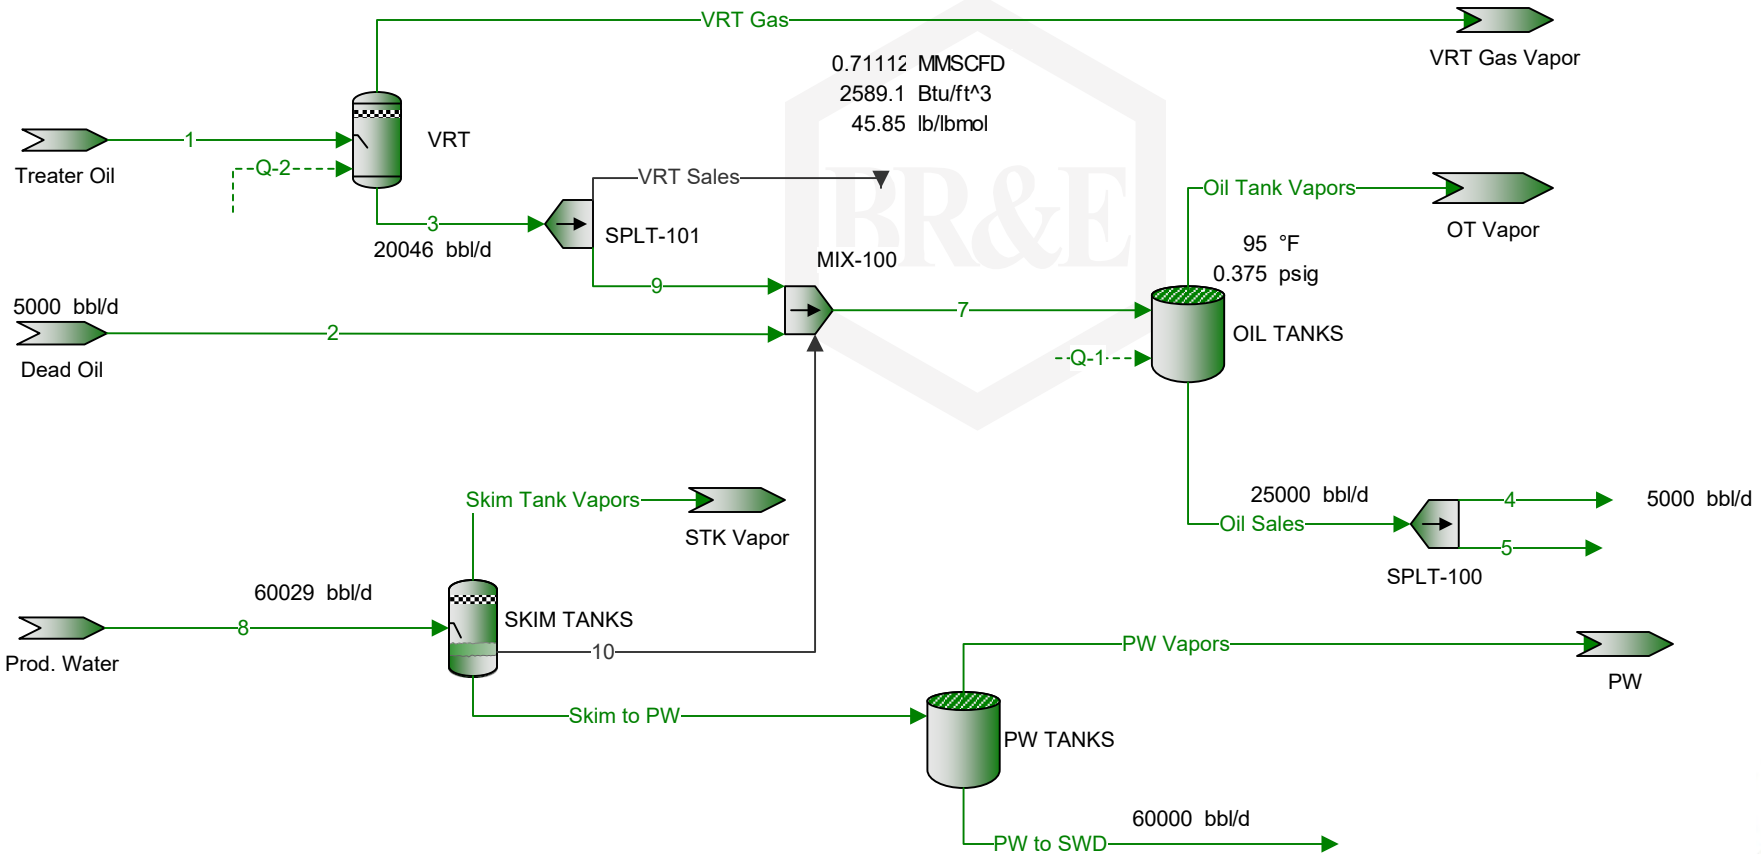 VRT Gas
VRT Gas Vapor
0.71112 MMSCFD
2589.1 Btu/ft^3
45.85 lb/lbmol
1
VRT
Treater Oil
Q-2
VRT Sales
BR&E
Oil Tank Vapors
OT Vapor
3
20046 bbl/d
SPLT-101
95 °F
0.375 psig
MIX-100
9
5000 bbl/d
2
Dead Oil
7
OIL TANKS
Q-1
Skim Tank Vapors
STK Vapor
25000 bbl/d
Oil Sales
4
5000 bbl/d
5
SPLT-100
60029 bbl/d
8
Prod. Water
SKIM TANKS
10
PW Vapors
PW
Skim to PW
PW TANKS
60000 bbl/d
PW to SWD